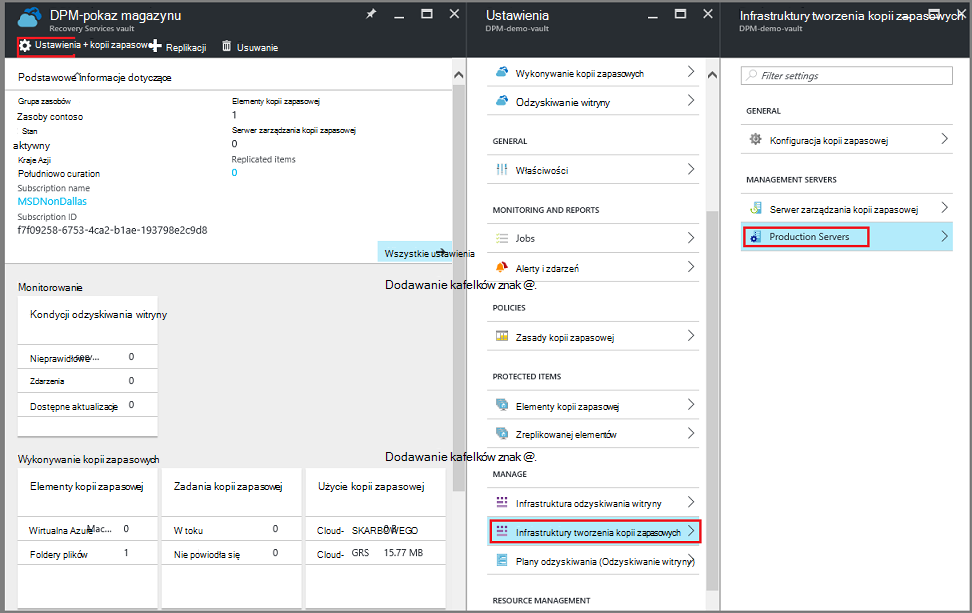 DPM-pokaz magazynu
Recovery Services vault
Ustawienia + kopii zapasowe
Replikacji
Usuwanie
Podstawowe informacje dotyczące
Grupa zasobów
Zasoby contoso
Stan
aktywny
Kraje Azji
Południowo curation
Subscription name
MSDNonDallas
Subscription ID
f7f09258-6753-4ca2-b1ae-193798e2c9d8
Elementy kopii zapasowej
1
Serwer zarządzania kopii zapasowej
0
Replicated items
0
Wszystkie ustawienia
Monitorowanie
Dodawanie kafelków znak @.
Kondycji odzyskiwania witryny
Nieprawidłowe 0
Zdarzenia 0
Dostępne aktualizacje 0
Wykonywanie kopii zapasowych
Dodawanie kafelków znak @.
Elementy kopii zapasowej
Wirtualna Azure Mac... 0
Foldery plików 1
Zadania kopii zapasowej
W toku 0
Nie powiodła się 0
Użycie kopii zapasowej
Cloud- SKARBOWEGO
Cloud- GRS 15.77 MB
Ustawienia
DPM-demo-vault
Wykonywanie kopii zapasowych
Odzyskiwanie witryny
GENERAL
Właściwości
MONITORING AND REPORTS
Jobs
Alerty i zdarzeń
POLICIES
Zasady kopii zapasowej
PROTECTED ITEMS
Elementy kopii zapasowej
Zreplikowanej elementów
MANAGE
Infrastruktura odzyskiwania witryny
Infrastruktury tworzenia kopii zapasowych
Plany odzyskiwania (Odzyskiwanie witryny)
RESOURCE MANAGEMENT
Infrastruktury tworzenia kopii zapasowych
DPM-demo-vault
Filter settings
GENERAL
Konfiguracja kopii zapasowej
MANAGEMENT SERVERS
Serwer zarządzania kopii zapasowej
Production Servers